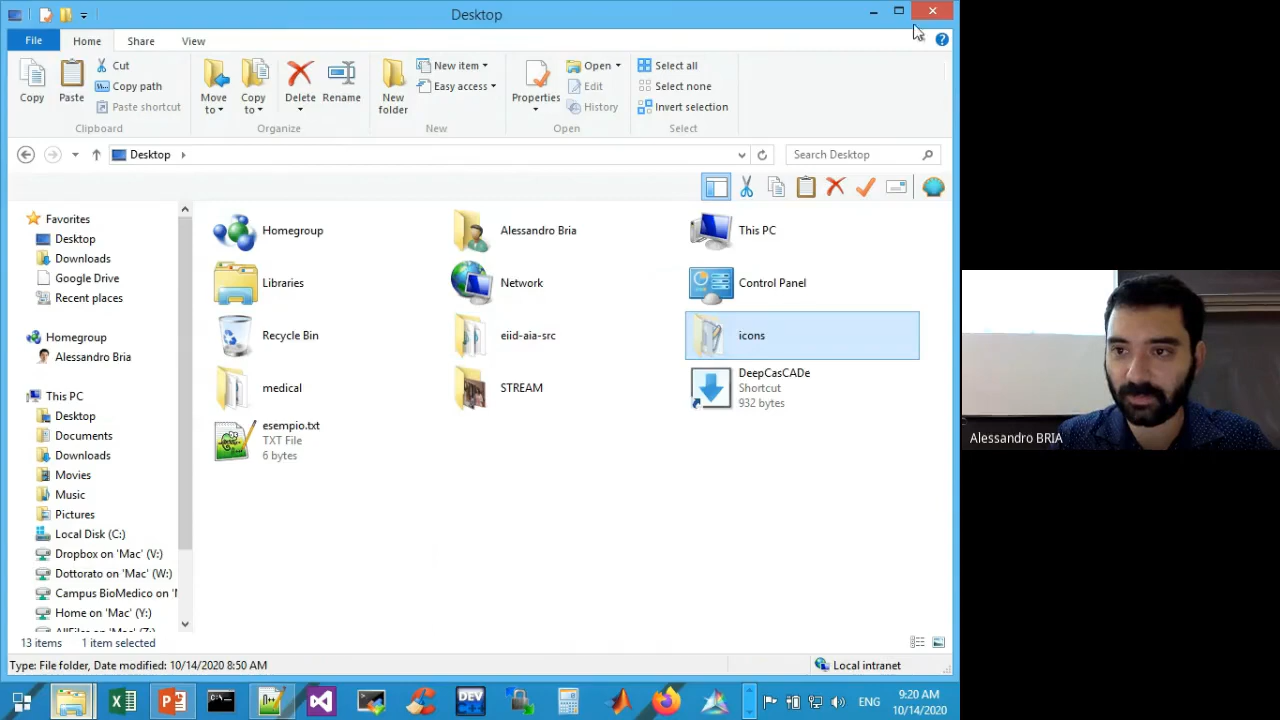 Desktop
File Home Share View
Copy
Paste
Cut
Copy path
Paste shortcut
Clipboard
Move to
Copy to
Delete
Rename
Organize
New folder
New item
Easy access
New
Properties
Open
Edit
History
Open
Select all
Select none
Invert selection
Select
Desktop
Search Desktop
Favorites
Desktop
Downloads
Google Drive
Recent places
Homegroup
Alessandro Bria
This PC
Desktop
Documents
Downloads
Movies
Music
Pictures
Local Disk (C:)
Dropbox on 'Mac' (V:)
Dottorato on 'Mac' (W:)
Campus BioMedico on '
Home on 'Mac' (Y:)
AllFiles on 'Mac' (Z:)
Homegroup
Alessandro Bria
This PC
Libraries
Network
Control Panel
Recycle Bin
eiid-aia-src
icons
medical
STREAM
DeepCasCADe
Shortcut
932 bytes
esempio.txt
TXT File
6 bytes
13 items 1 item selected
Type: File folder, Date modified: 10/14/2020 8:50 AM
Local intranet
DEV
ENG
9:20 AM
10/14/2020
Alessandro BRIA